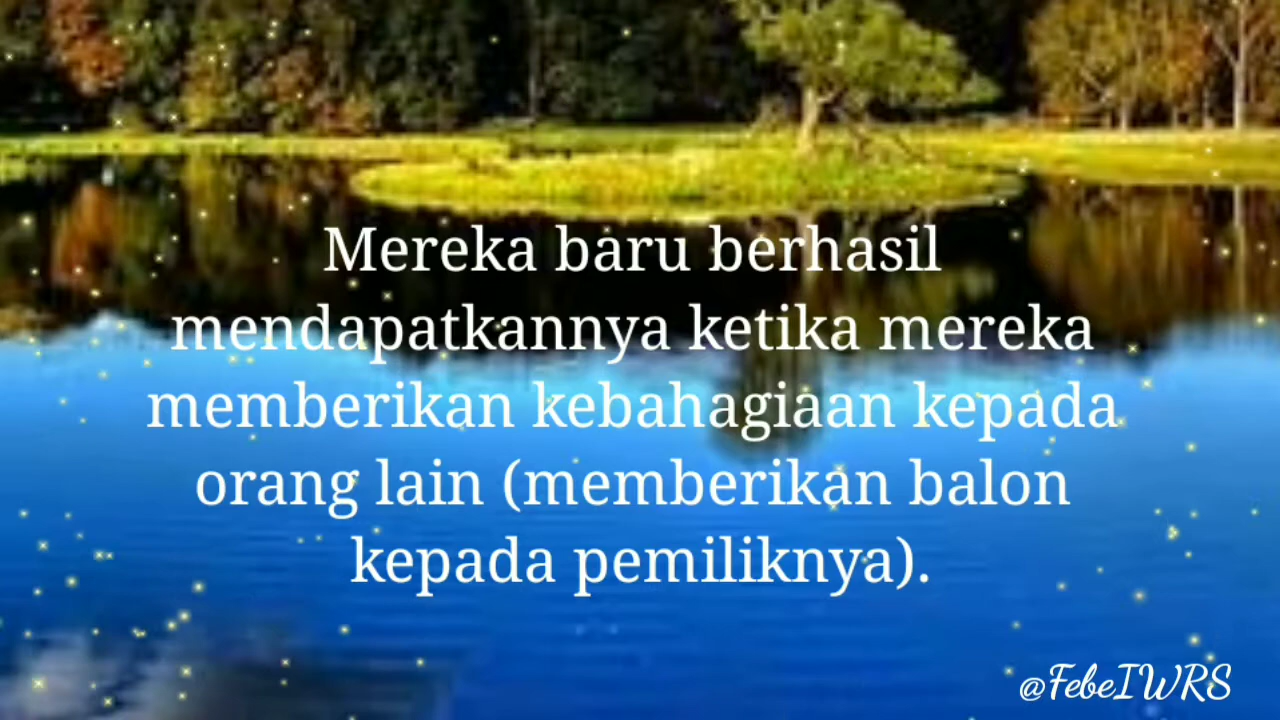 Mereka baru berhasil
mendapatkannya ketika mereka
memberikan kebahagiaan kepada
orang lain (memberikan balon
kepada pemiliknya).
@FebeIWRS